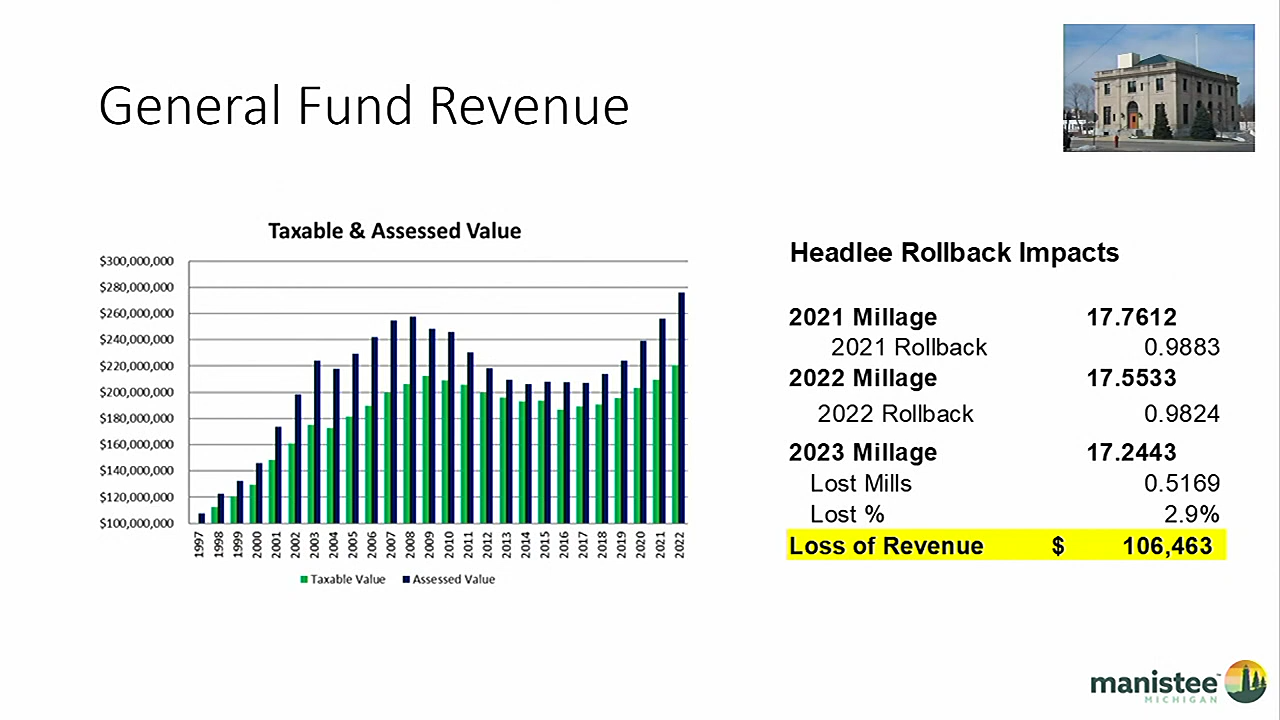 General Fund Revenue
Taxable & Assessed Value
$300,000,000
$280,000,000
$260,000,000
$240,000,000
$220,000,000
$200,000,000
$180,000,000
$160,000,000
$140,000,000
$120,000,000
$100,000,000
1997 1998 1999 2000 2001 2002 2003 2004 2005 2006 2007 2008 2009 2010 2011 2012 2013 2014 2015 2016 2017 2018 2019 2020 2021 2022
Taxable Value Assessed Value
Headlee Rollback Impacts
2021 Millage 17.7612
2021 Rollback 0.9883
2022 Millage 17.5533
2022 Rollback 0.9824
2023 Millage 17.2443
Lost Mills 0.5169
Lost % 2.9%
Loss of Revenue $ 106,463
manistee
MICHIGAN